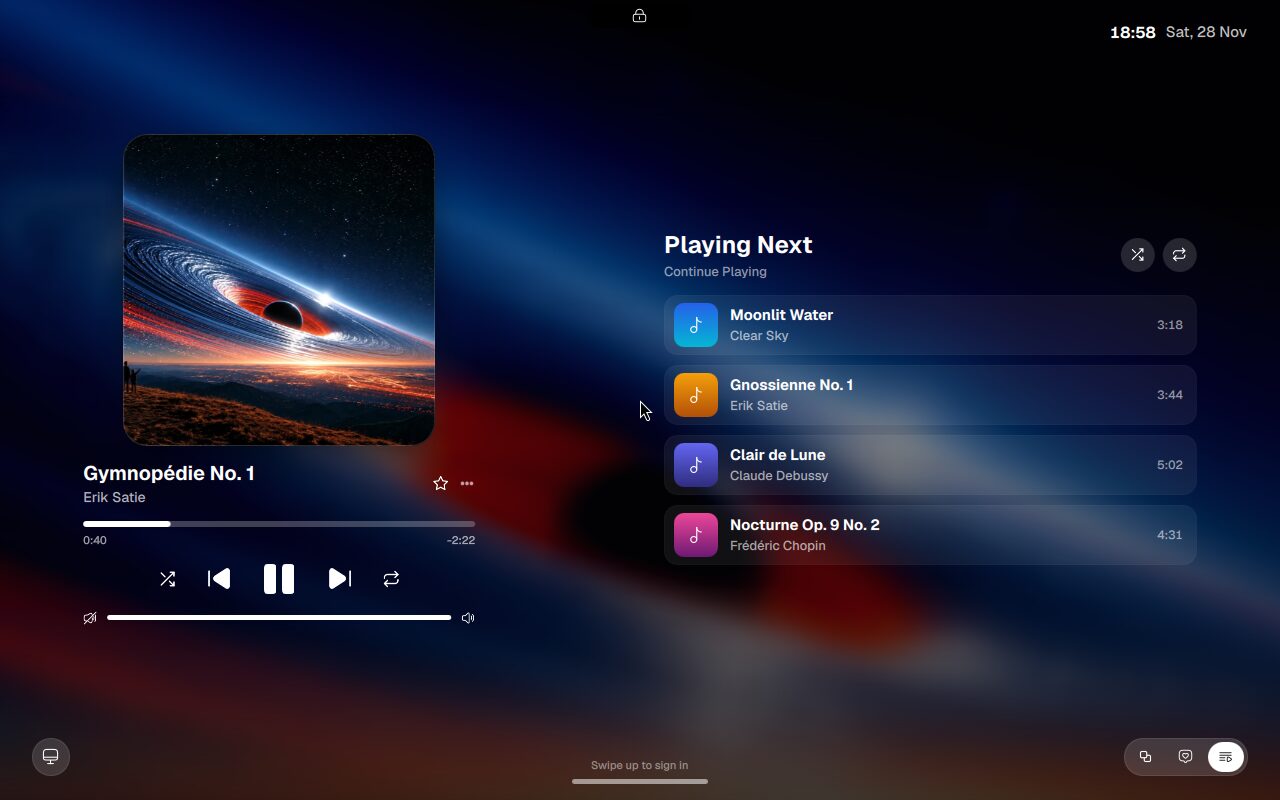 18:58 Sat, 28 Nov
Gymnopédie No. 1
Erik Satie
0:40 -2:22
Playing Next
Continue Playing
Moonlit Water
Clear Sky
3:18
Gnossienne No. 1
Erik Satie
3:44
Clair de Lune
Claude Debussy
5:02
Nocturne Op. 9 No. 2
Frédéric Chopin
4:31
Swipe up to sign in